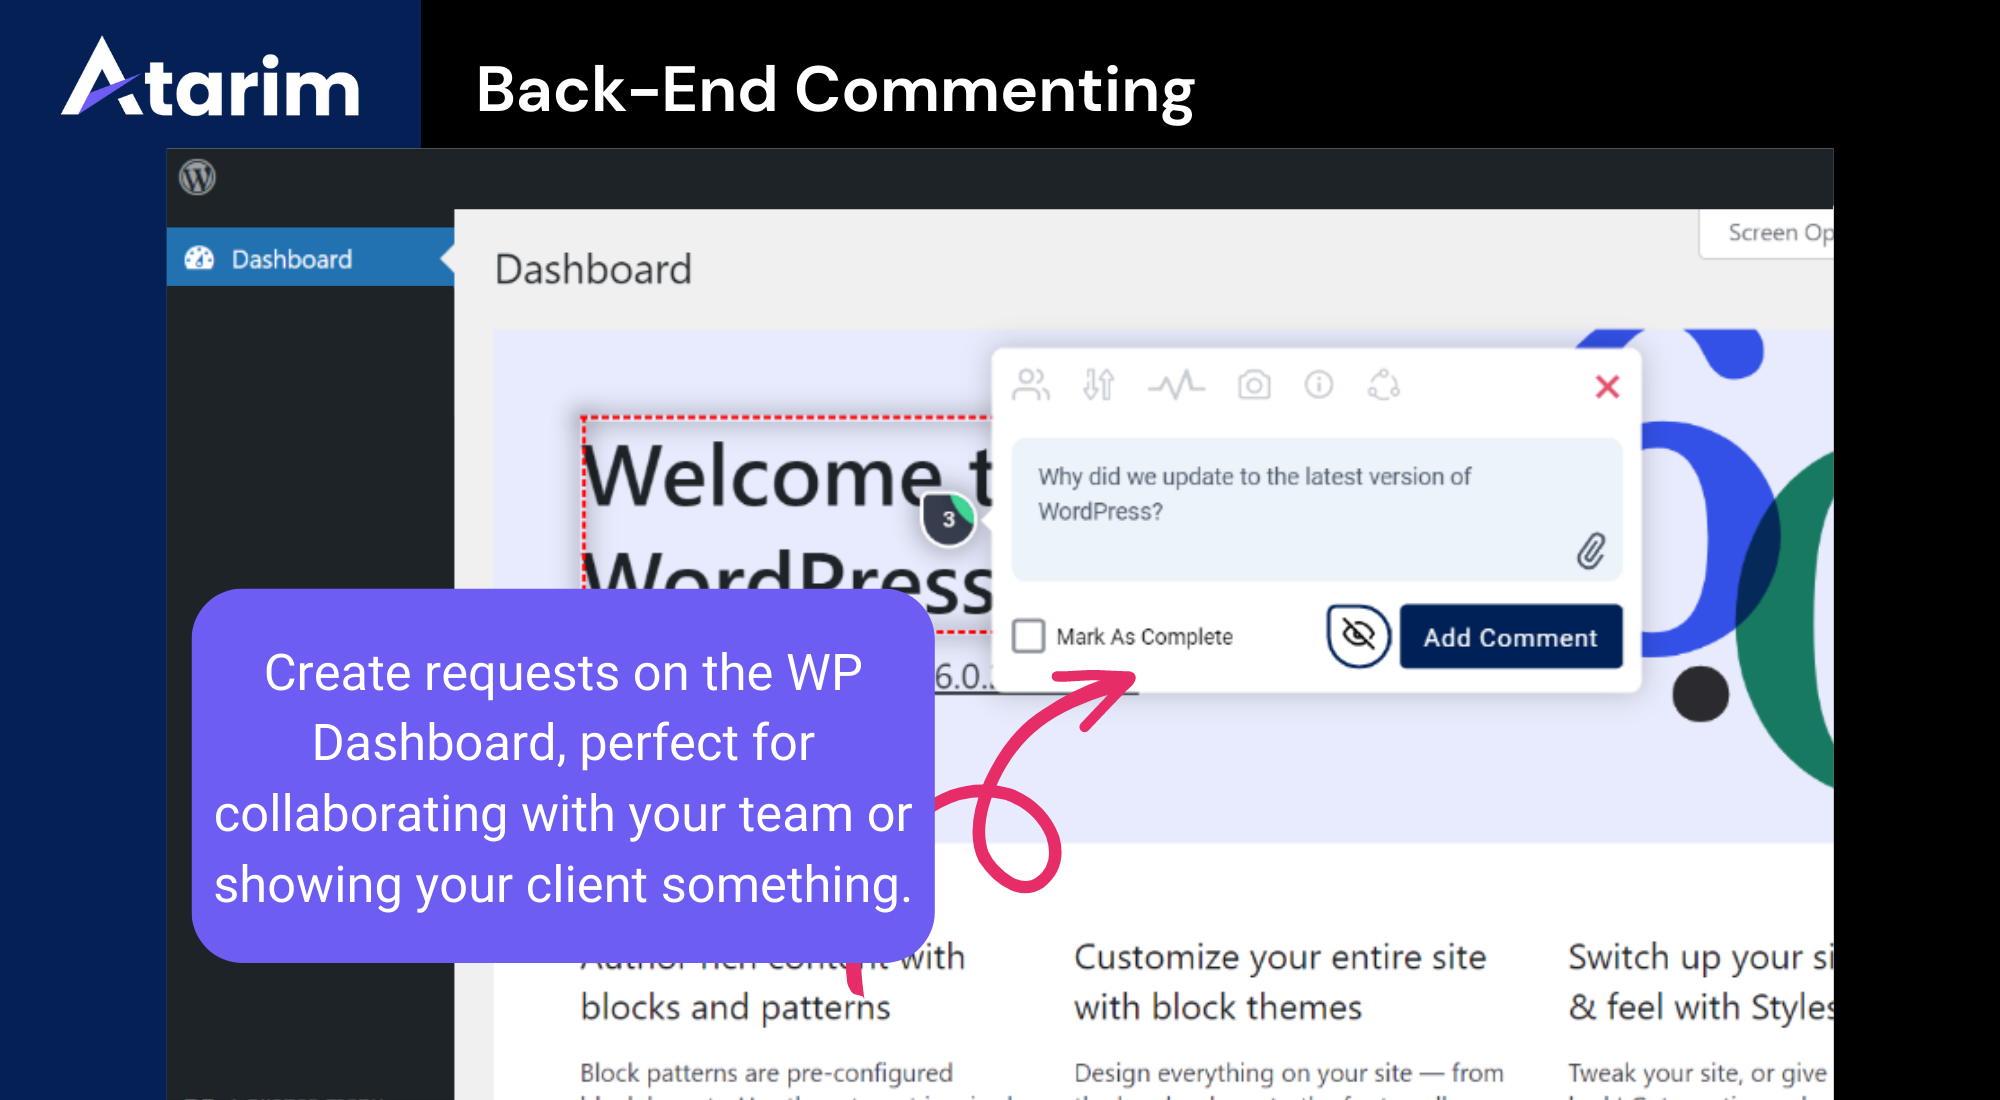 Atarim
Back-End Commenting
Dashboard
Screen Op
Dashboard
Welcome t
WordPress
3
Why did we update to the latest version of
WordPress?
Mark As Complete
Add Comment
6.0.
Create requests on the WP
Dashboard, perfect for
collaborating with your team or
showing your client something.
Author rich content with
blocks and patterns
Block patterns are pre-configured
Customize your entire site
with block themes
Design everything on your site — from
Switch up your si
& feel with Styles
Tweak your site, or give